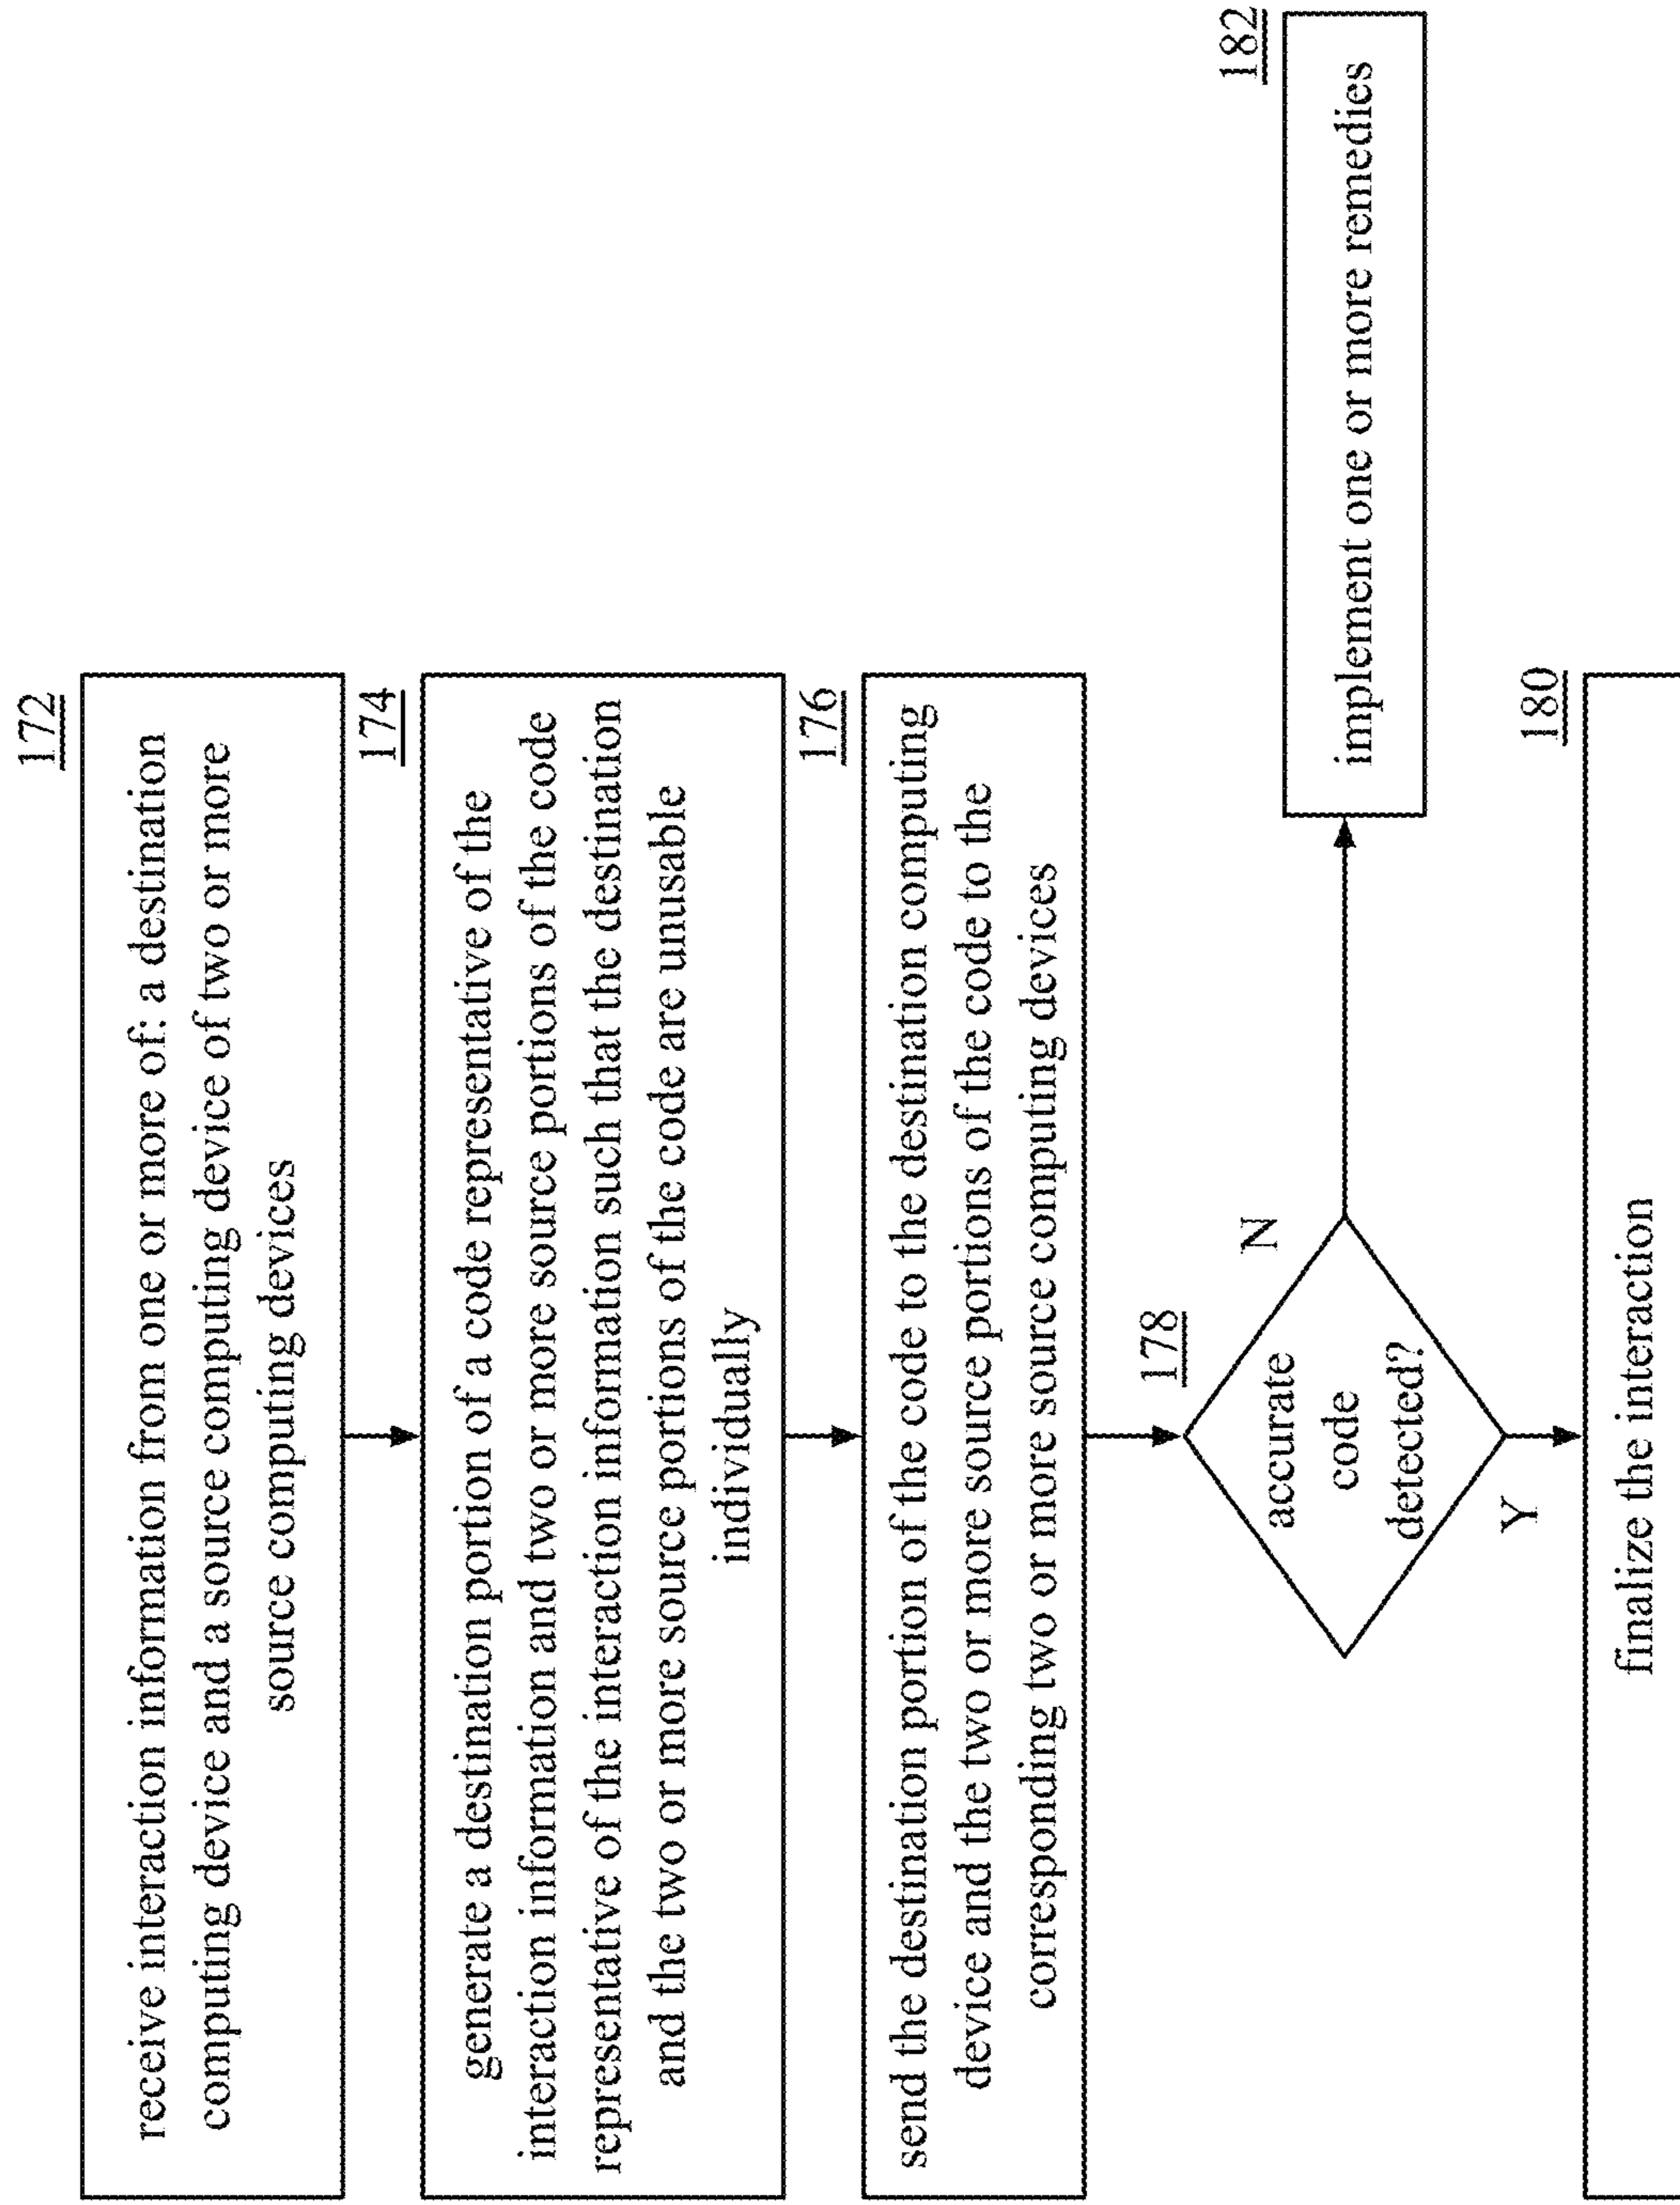 172
receive interaction information from one or more of: a destination
computing device and a source computing device of two or more
source computing devices
174
generate a destination portion of a code representative of the
interaction information and two or more source portions of the code
representative of the interaction information such that the destination
and the two or more source portions of the code are unusable
individually
176
send the destination portion of the code to the destination computing
device and the two or more source portions of the code to the
corresponding two or more source computing devices
178
accurate
code
detected?
N
182
implement one or more remedies
Y
180
finalize the interaction